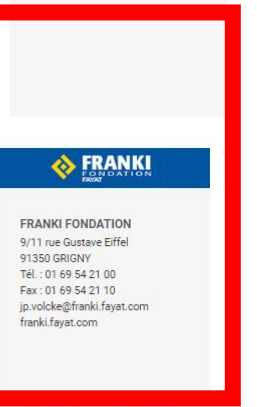 FRANKI
FONDATION
FAYAT
FRANKI FONDATION
9/11 rue Gustave Eiffel
91350 GRIGNY
Tél. : 01 69 54 21 00
Fax : 01 69 54 21 10
jp.volcke@franki.fayat.com
franki.fayat.com